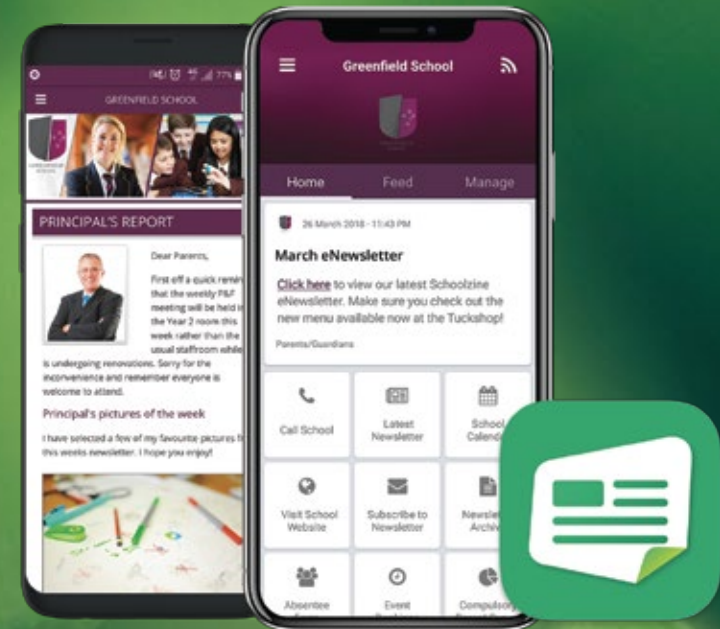 77%
GREENFIELD SCHOOL
PRINCIPAL'S REPORT
Dear Parents,
First off a quick
that the weekly P&F
meeting will be held
the Year 2 room this
week rather than the
usual staffroom while
is undergoing renovations. Sorry for the
inconvenience and remember everyone is
welcome to attend.
Principal's pictures of the week
I have selected a few of my favourite pictures
this weeks newsletter. I hope you enjoy!
Greenfield School
Home Feed Manage
26 March 2018 - 11:43 PM
March eNewsletter
Click here to view our latest Schoolzine
eNewsletter. Make sure you check out the
new menu available now at the Tuckshop!
Parents/Guardians
Call School
Latest
Newsletter
School
Calendar
Visit School
Website
Subscribe to
Newsletter
Absentee
Event
Compulsory